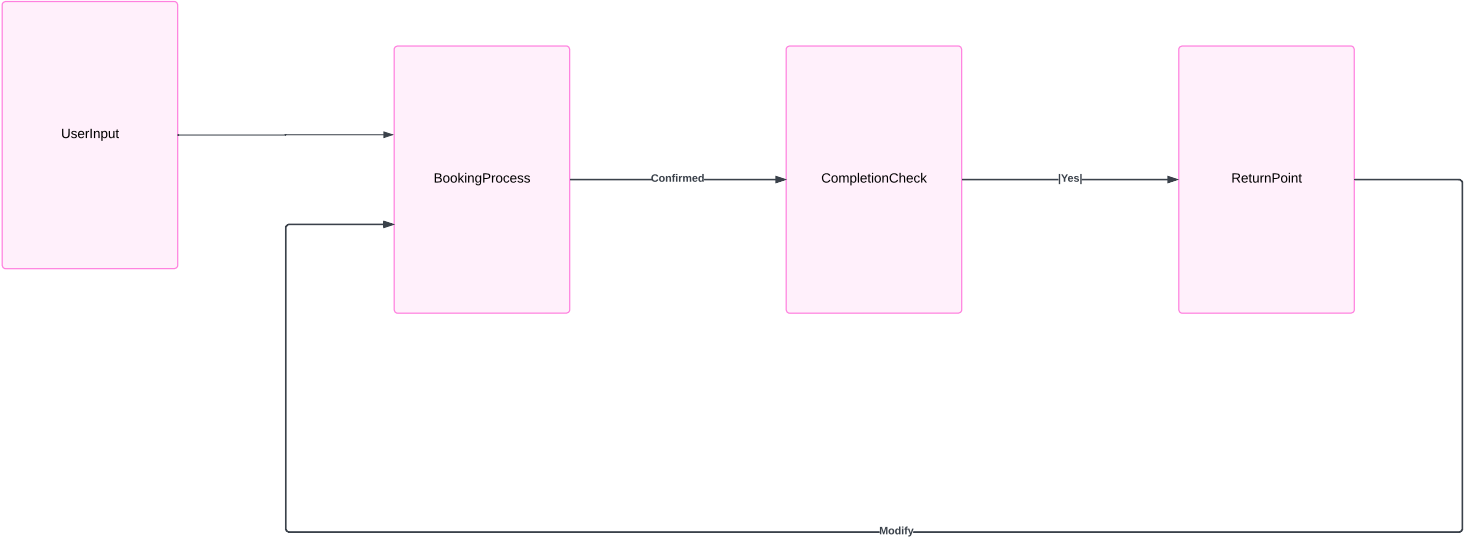 UserInput
BookingProcess
Confirmed
CompletionCheck
|Yes|
ReturnPoint
Modify